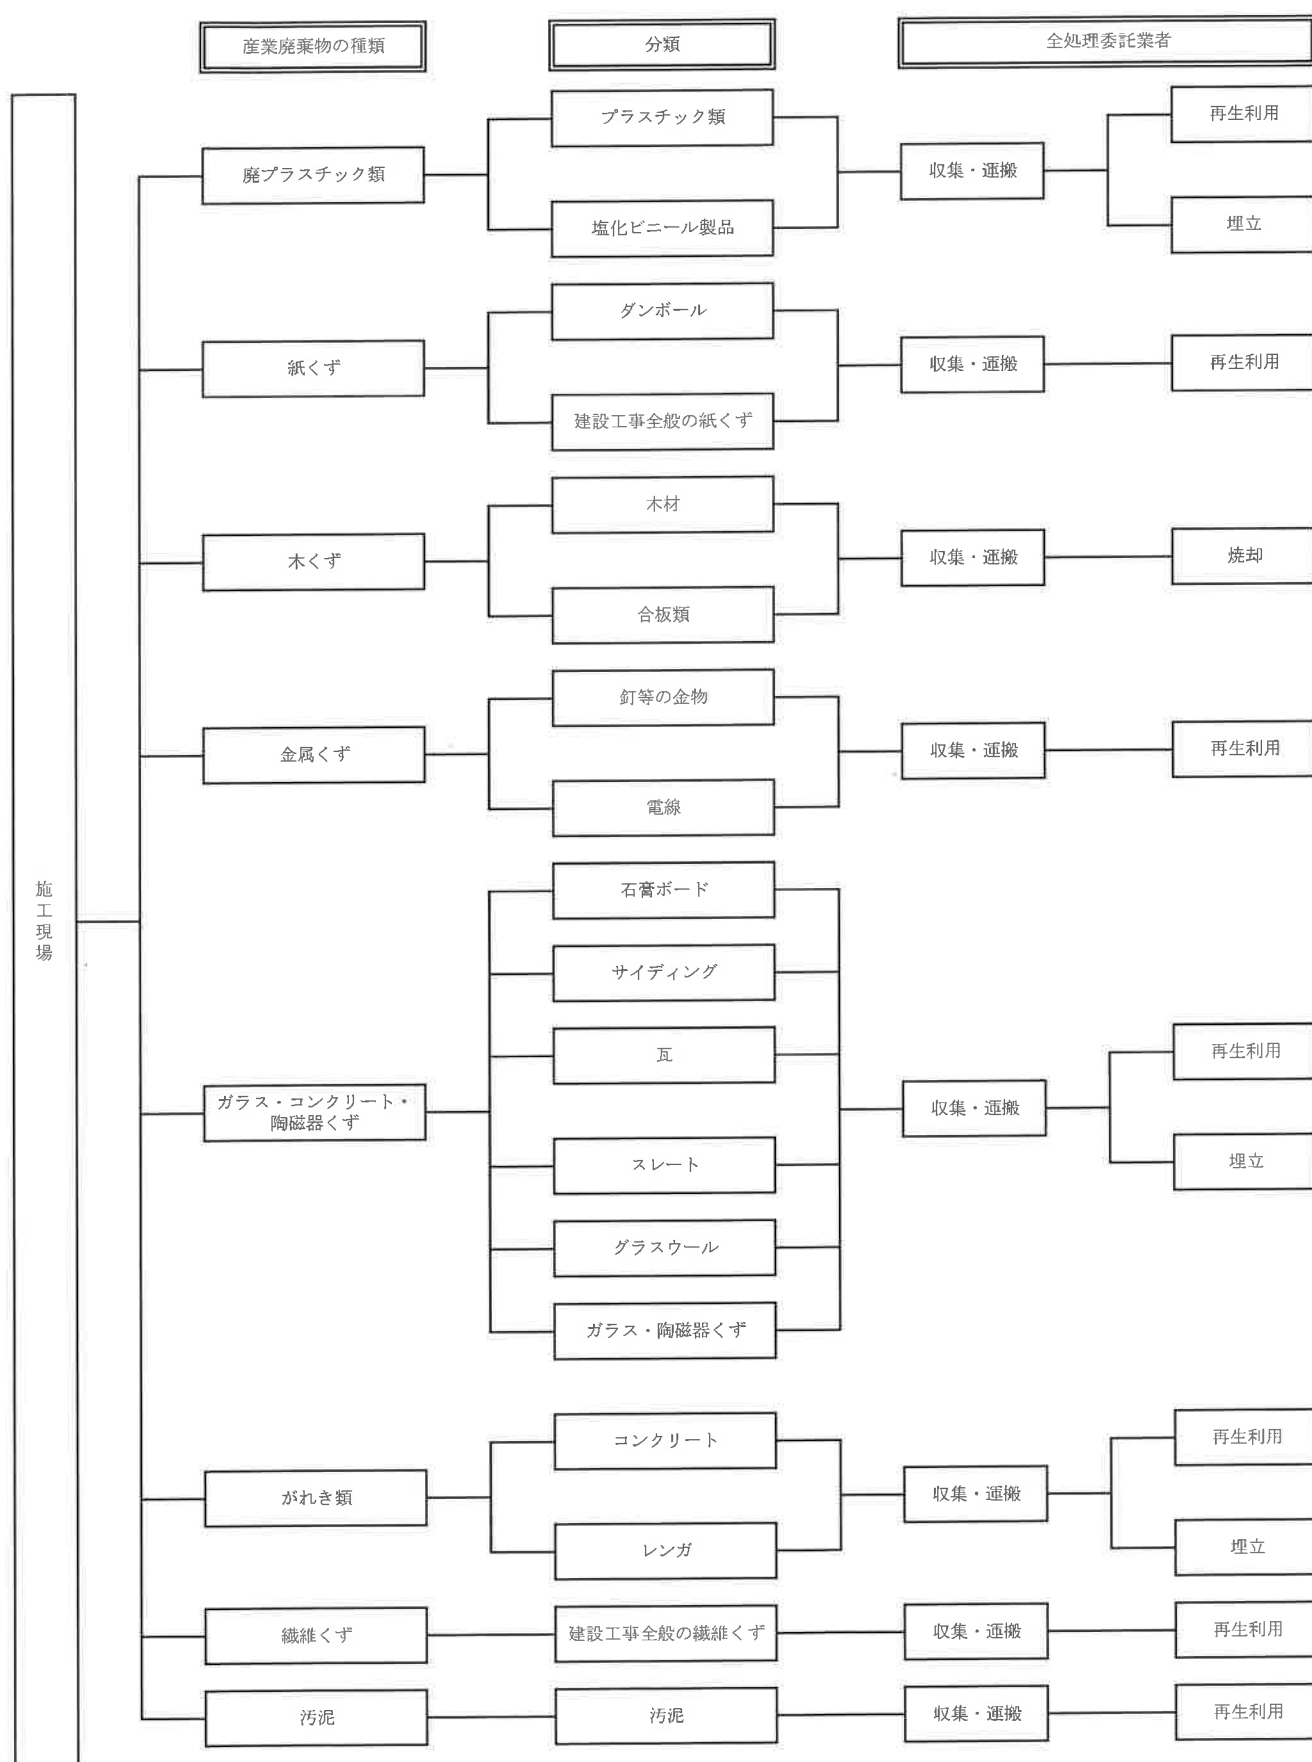 産業廃棄物の種類
分類
全処理委託業者
施工現場
廃プラスチック類
プラスチック類
塩化ビニール製品
収集・運搬
再生利用
埋立
紙くず
ダンボール
建設工事全般の紙くず
収集・運搬
再生利用
木くず
木材
合板類
収集・運搬
焼却
金属くず
釘等の金物
電線
収集・運搬
再生利用
ガラス・コンクリート・
陶磁器くず
石膏ボード
サイディング
瓦
スレート
グラスウール
ガラス・陶磁器くず
収集・運搬
再生利用
埋立
がれき類
コンクリート
レンガ
収集・運搬
再生利用
埋立
繊維くず
建設工事全般の繊維くず
収集・運搬
再生利用
汚泥
汚泥
収集・運搬
再生利用